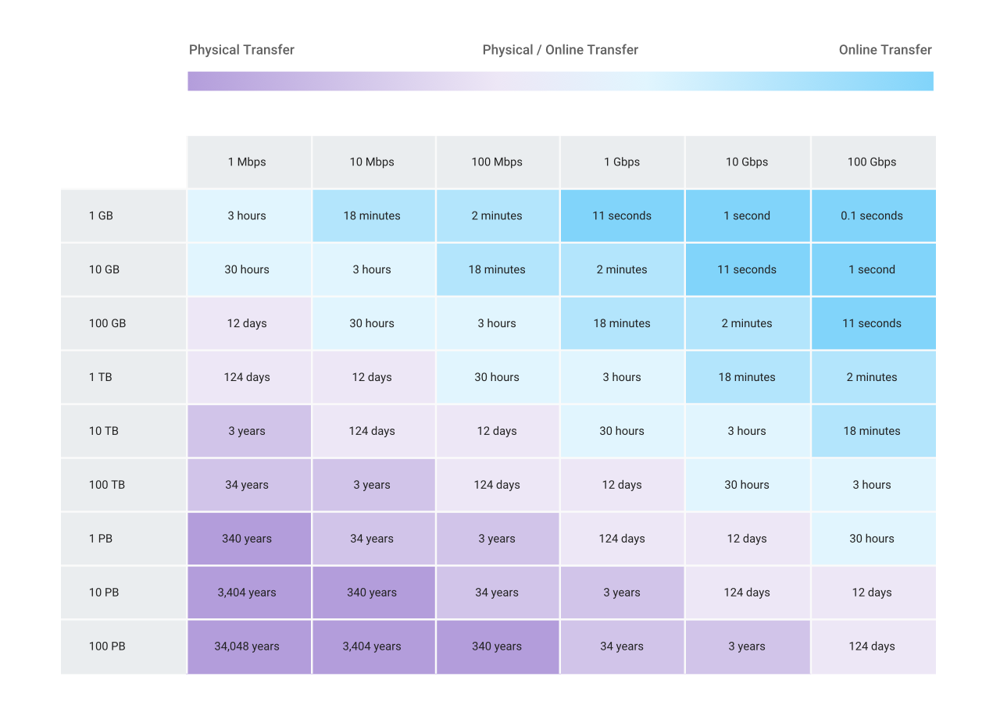 Physical Transfer Physical / Online Transfer Online Transfer
1 Mbps 10 Mbps 100 Mbps 1 Gbps 10 Gbps 100 Gbps
1 GB 3 hours 18 minutes 2 minutes 11 seconds 1 second 0.1 seconds
10 GB 30 hours 3 hours 18 minutes 2 minutes 11 seconds 1 second
100 GB 12 days 30 hours 3 hours 18 minutes 2 minutes 11 seconds
1 TB 124 days 12 days 30 hours 3 hours 18 minutes 2 minutes
10 TB 3 years 124 days 12 days 30 hours 3 hours 18 minutes
100 TB 34 years 3 years 124 days 12 days 30 hours 3 hours
1 PB 340 years 34 years 3 years 124 days 12 days 30 hours
10 PB 3,404 years 340 years 34 years 3 years 124 days 12 days
100 PB 34,048 years 3,404 years 340 years 34 years 3 years 124 days